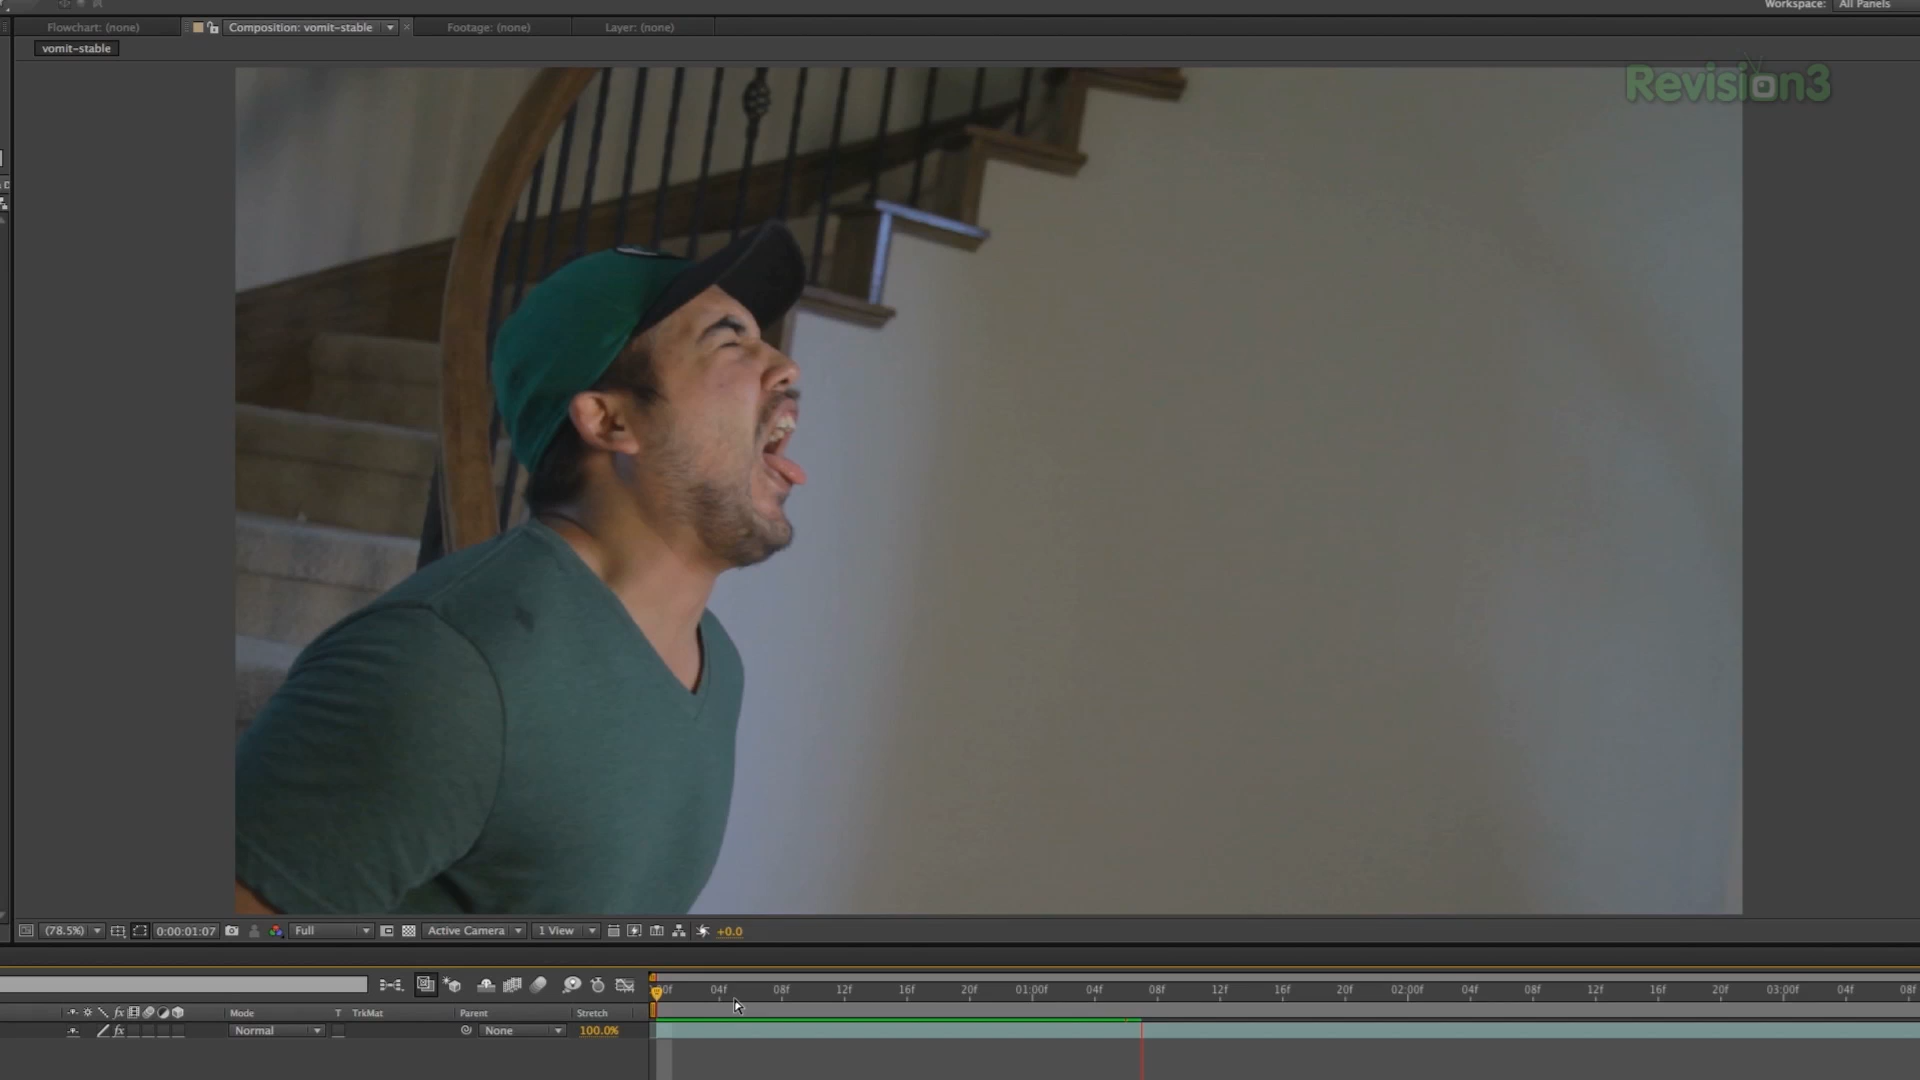 Workspace: All Panels
Flowchart: (none) Composition: vomit-stable Footage: (none) Layer: (none)
vomit-stable
Revision3
(78.5%) 0:00:01:07 Full Active Camera 1 View +0.0
04f 08f 12f 16f 20f 01:00f 04f 08f 12f 16f 20f 02:00f 04f 08f 12f 16f 20f 03:00f 04f 08f
fx Mode T TrkMat Parent Stretch
fx Normal None 100.0%